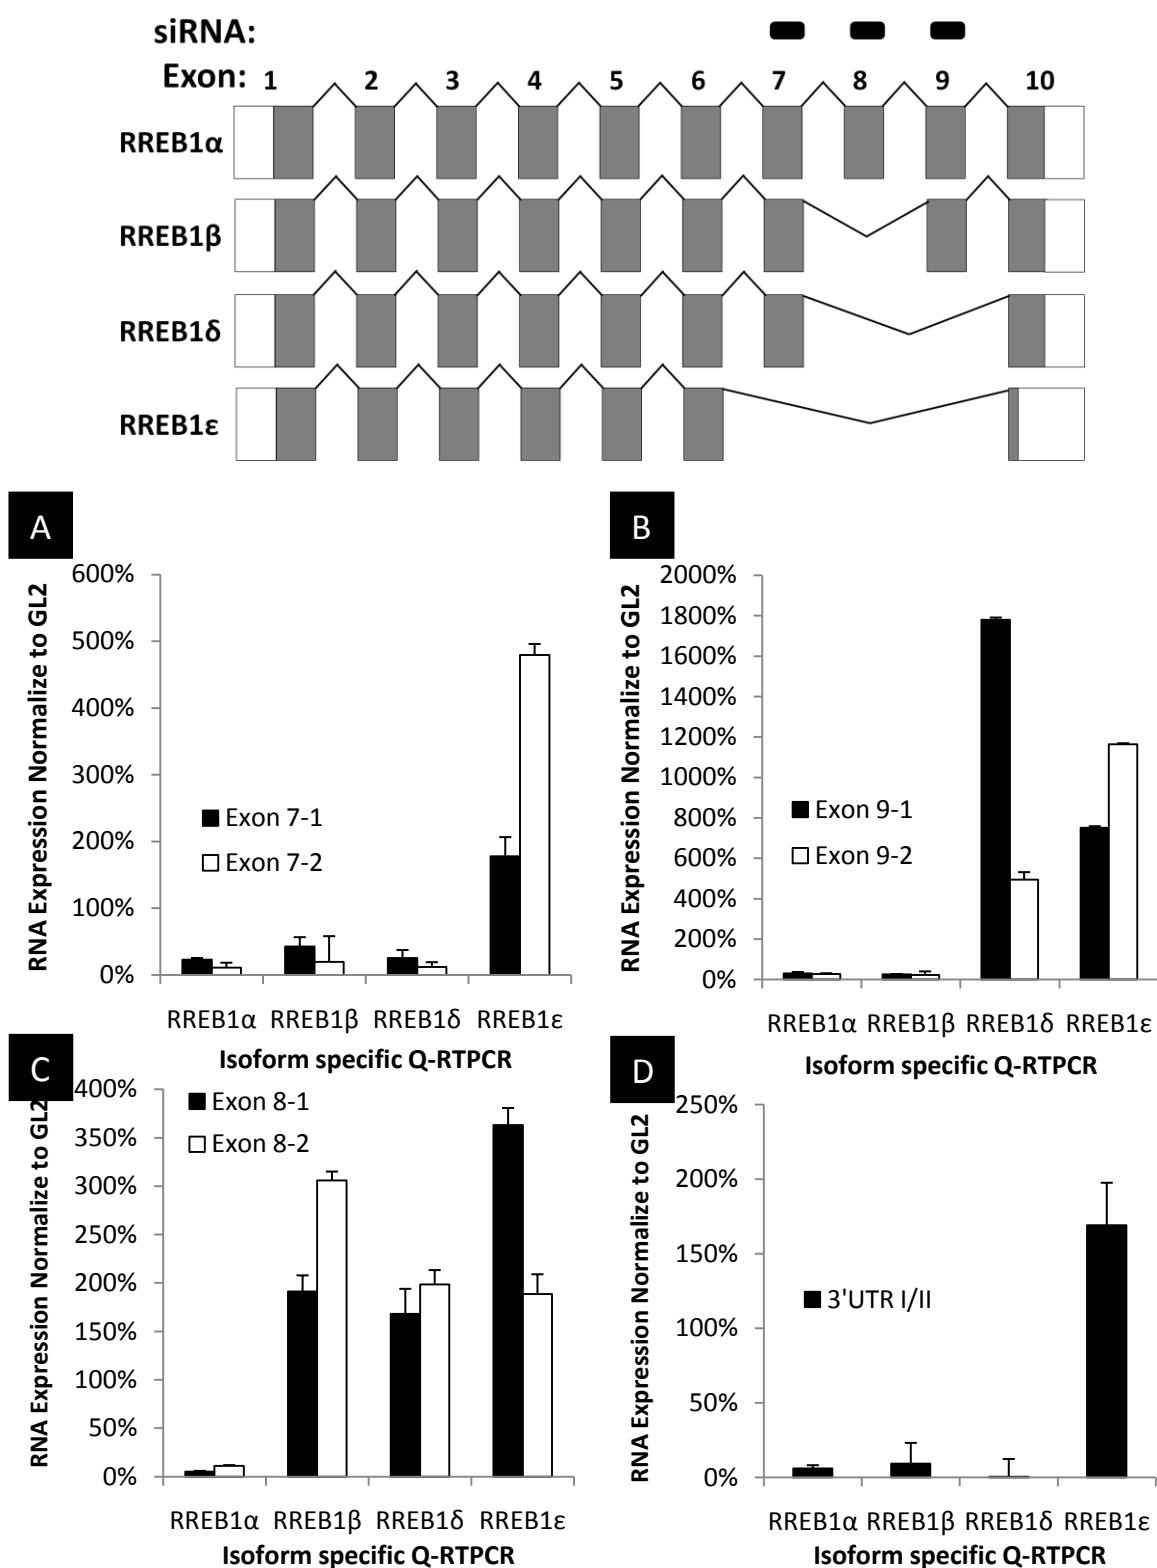 siRNA:
Exon: 1 2 3 4 5 6 7 8 9 10
RREB1α
RREB1β
RREB1δ
RREB1ε
A
RNA Expression Normalize to GL2
600%
500%
400%
300%
200%
100%
0%
Exon 7-1
Exon 7-2
RREB1α RREB1β RREB1δ RREB1ε
Isoform specific Q-RTPCR
B
RNA Expression Normalize to GL2
2000%
1800%
1600%
1400%
1200%
1000%
800%
600%
400%
200%
0%
Exon 9-1
Exon 9-2
RREB1α RREB1β RREB1δ RREB1ε
Isoform specific Q-RTPCR
C
RNA Expression Normalize to GL2
400%
350%
300%
250%
200%
150%
100%
50%
0%
Exon 8-1
Exon 8-2
RREB1α RREB1β RREB1δ RREB1ε
Isoform specific Q-RTPCR
D
RNA Expression Normalize to GL2
250%
200%
150%
100%
50%
0%
3'UTR I/II
RREB1α RREB1β RREB1δ RREB1ε
Isoform specific Q-RTPCR